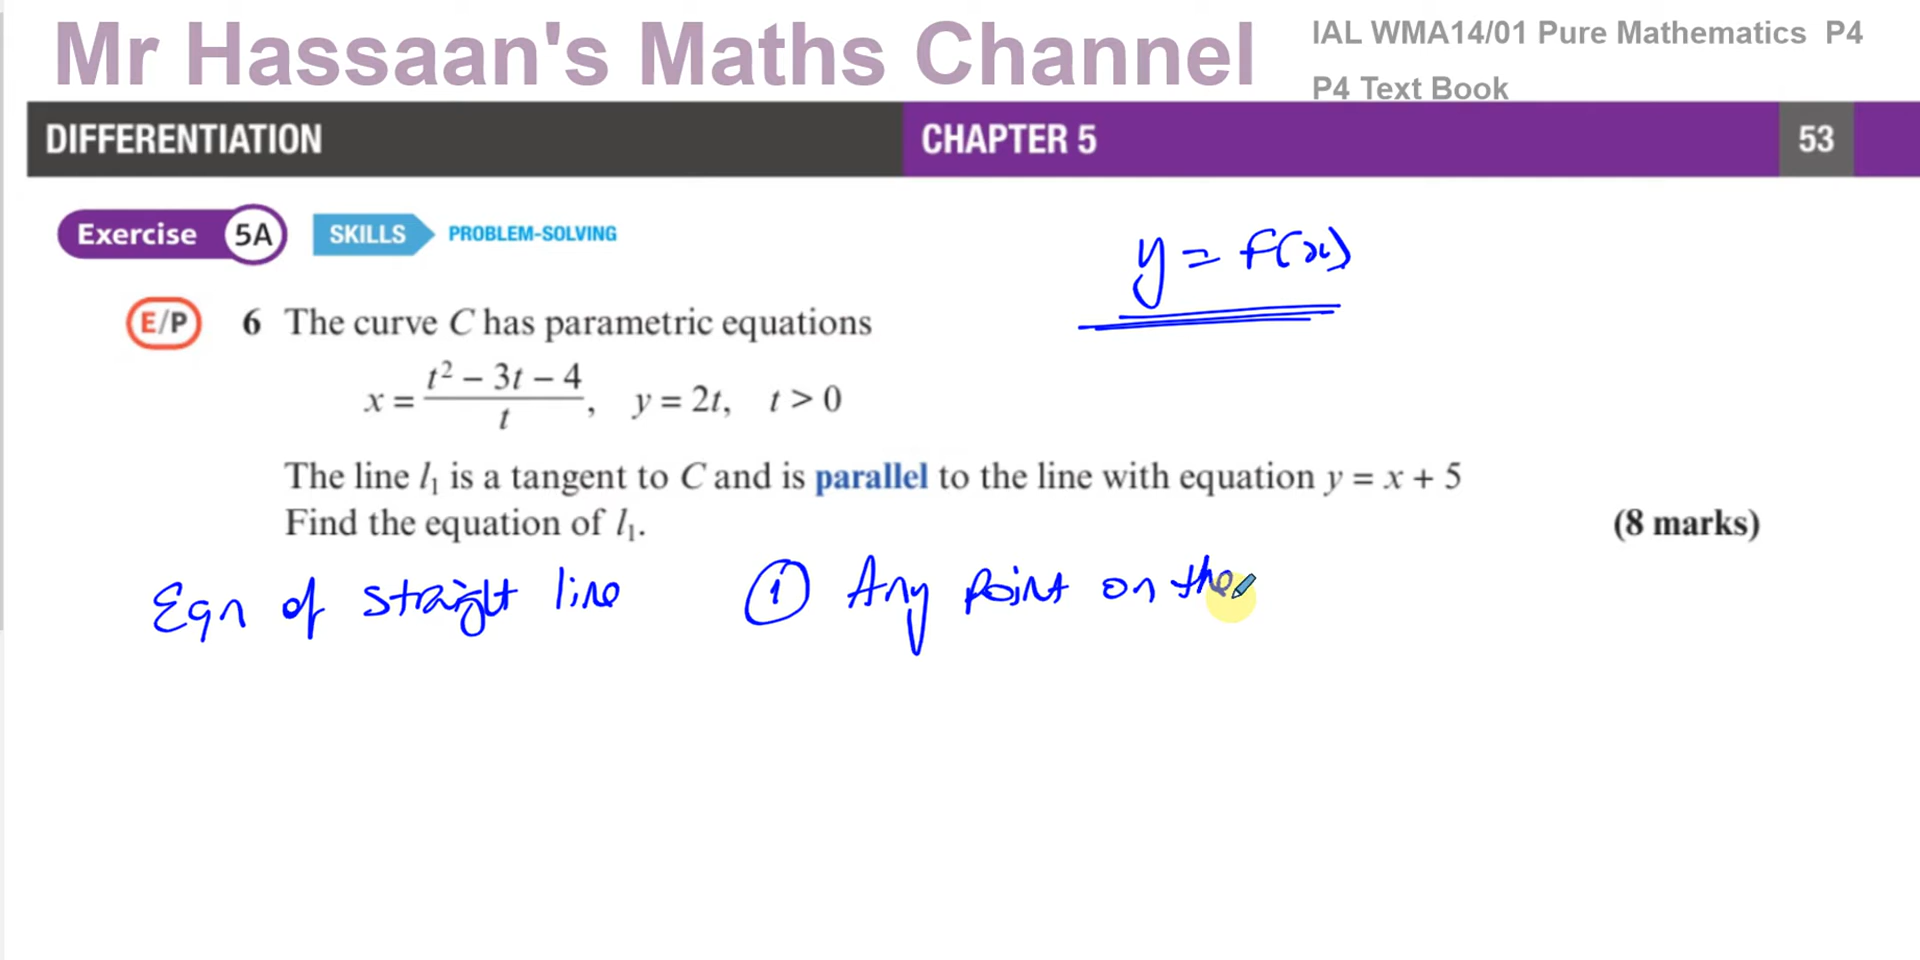 Mr Hassaan's Maths Channel
IAL WMA14/01 Pure Mathematics P4
P4 Text Book
DIFFERENTIATION CHAPTER 5 53
Exercise 5A SKILLS PROBLEM-SOLVING
y = f(x)
E/P 6 The curve C has parametric equations
x = (t² – 3t – 4)/t, y = 2t, t > 0
The line l₁ is a tangent to C and is parallel to the line with equation y = x + 5
Find the equation of l₁. (8 marks)
Eqn of straight line ① Any point on the